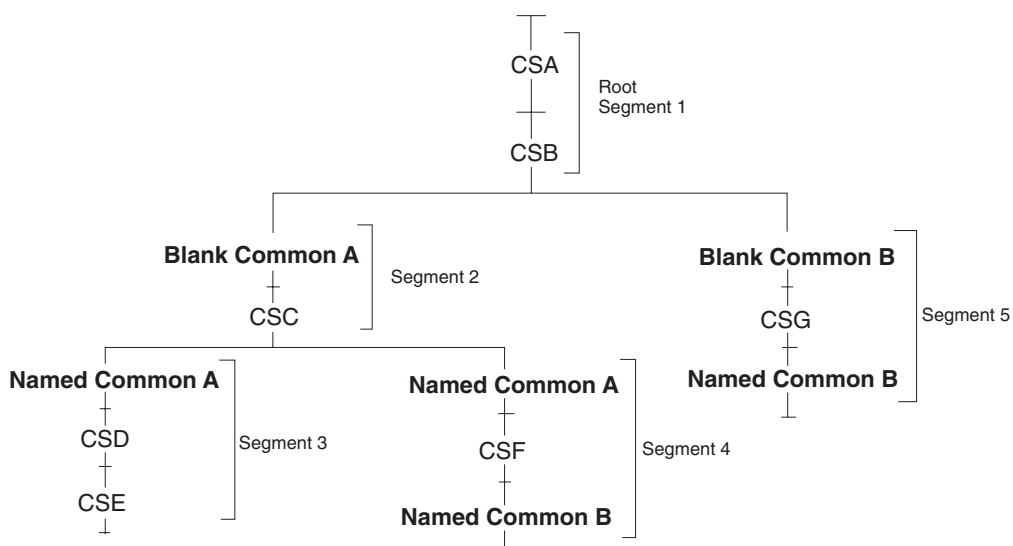 CSA
Root
Segment 1
CSB
Blank Common A
Segment 2
CSC
Blank Common B
CSG
Segment 5
Named Common B
Named Common A
CSD
Segment 3
CSE
Named Common A
CSF
Segment 4
Named Common B